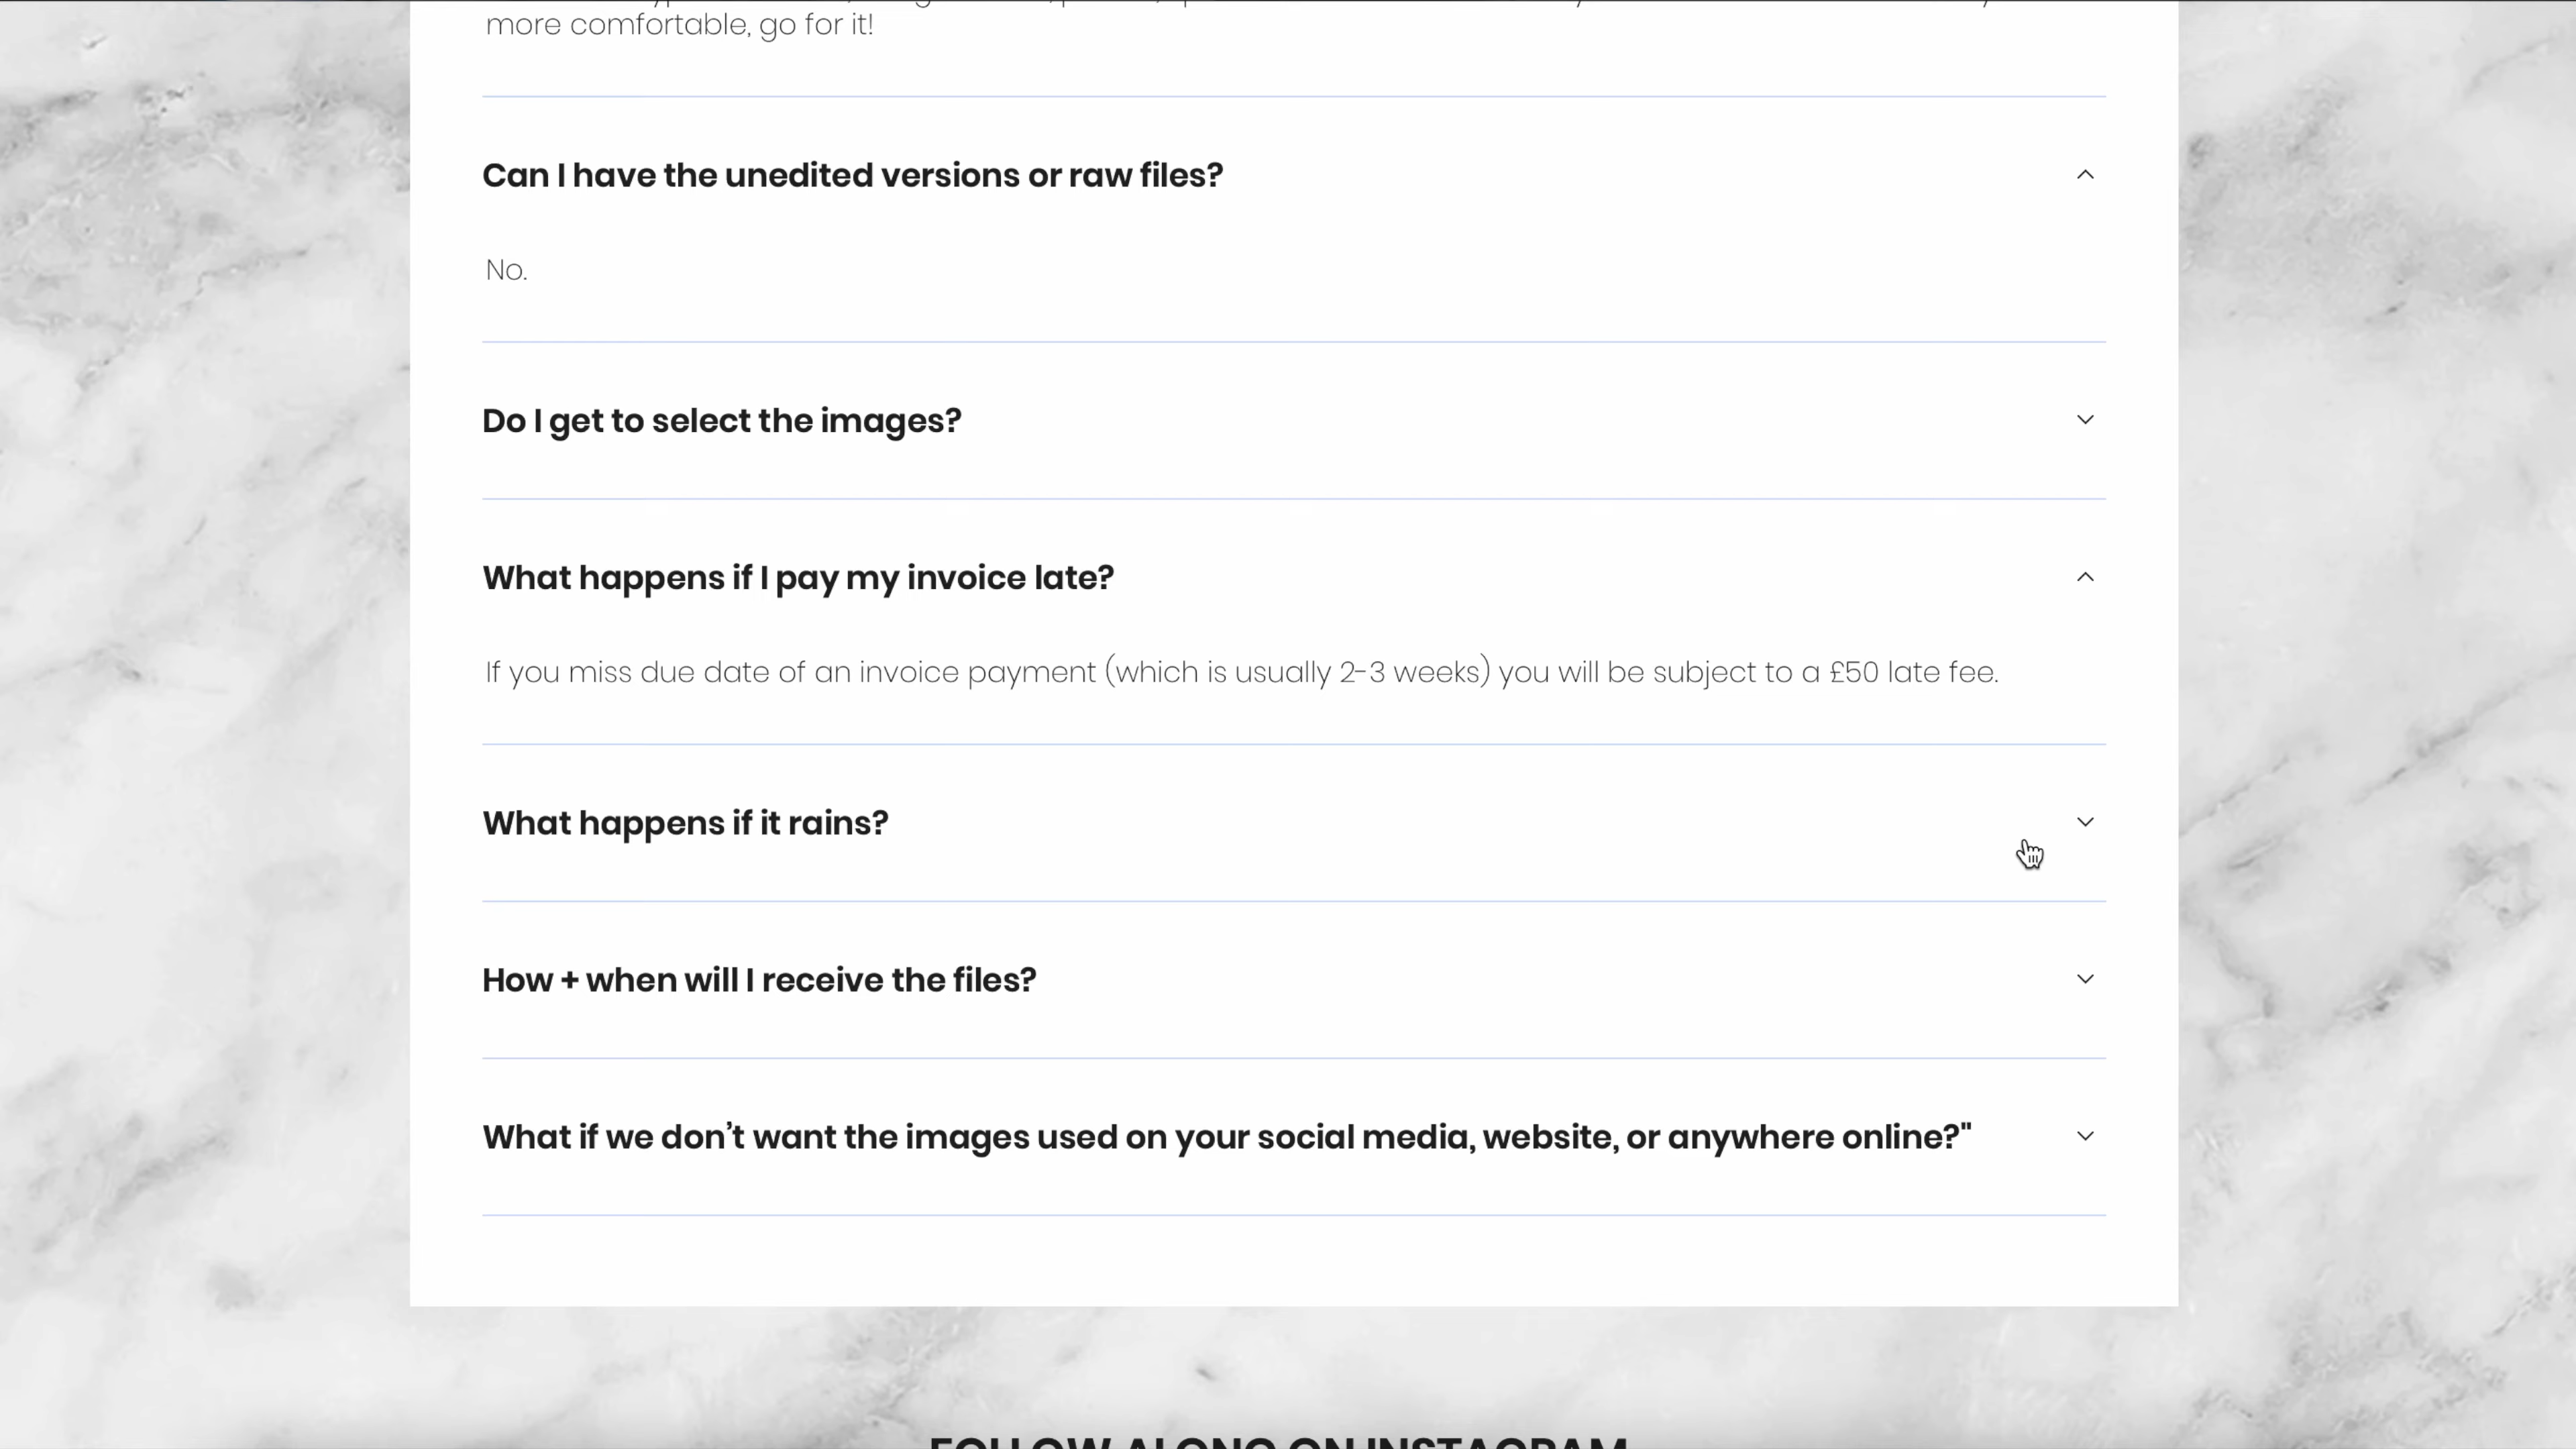 more comfortable, go for it!
Can I have the unedited versions or raw files?
No.
Do I get to select the images?
What happens if I pay my invoice late?
If you miss due date of an invoice payment (which is usually 2-3 weeks) you will be subject to a £50 late fee.
What happens if it rains?
How + when will I receive the files?
What if we don’t want the images used on your social media, website, or anywhere online?"
FOLLOW ALONG ON INSTAGRAM